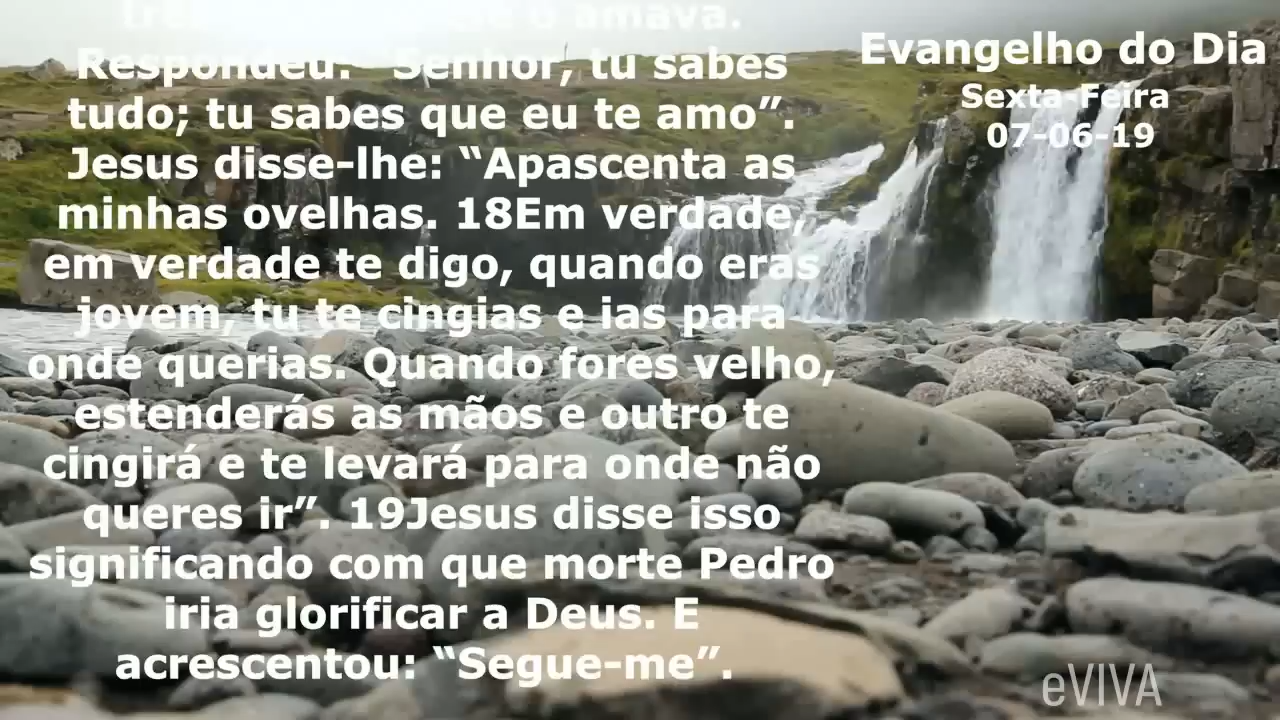 amava.
Respondeu: “Senhor, tu sabes
tudo; tu sabes que eu te amo”.
Jesus disse-lhe: “Apascenta as
minhas ovelhas. 18Em verdade,
em verdade te digo, quando eras
jovem, tu te cingias e ias para
onde querias. Quando fores velho,
estenderás as mãos e outro te
cingirá e te levará para onde não
queres ir”. 19Jesus disse isso
significando com que morte Pedro
iria glorificar a Deus. E
acrescentou: “Segue-me”.
Evangelho do Dia
Sexta-Feira
07-06-19
eVIVA